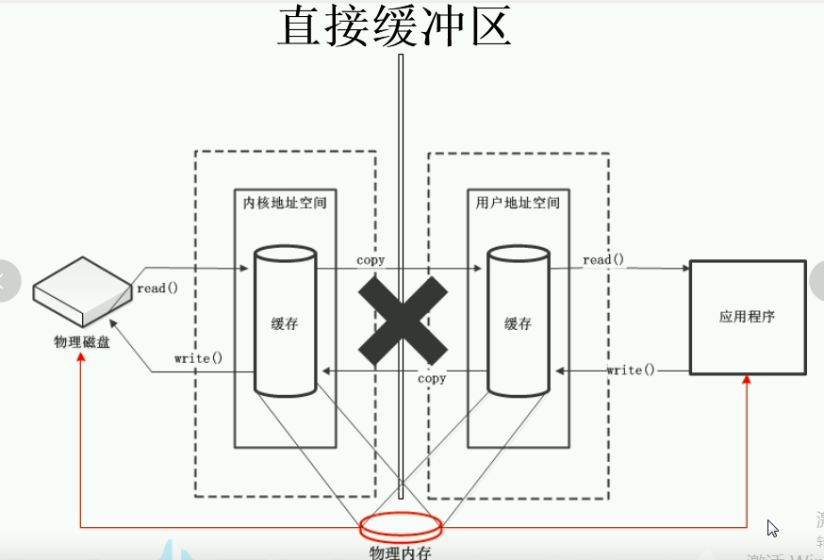 直接缓冲区
内核地址空间
用户地址空间
copy
read()
read()
缓存
缓存
应用程序
物理磁盘
write()
copy
write()
物理内存